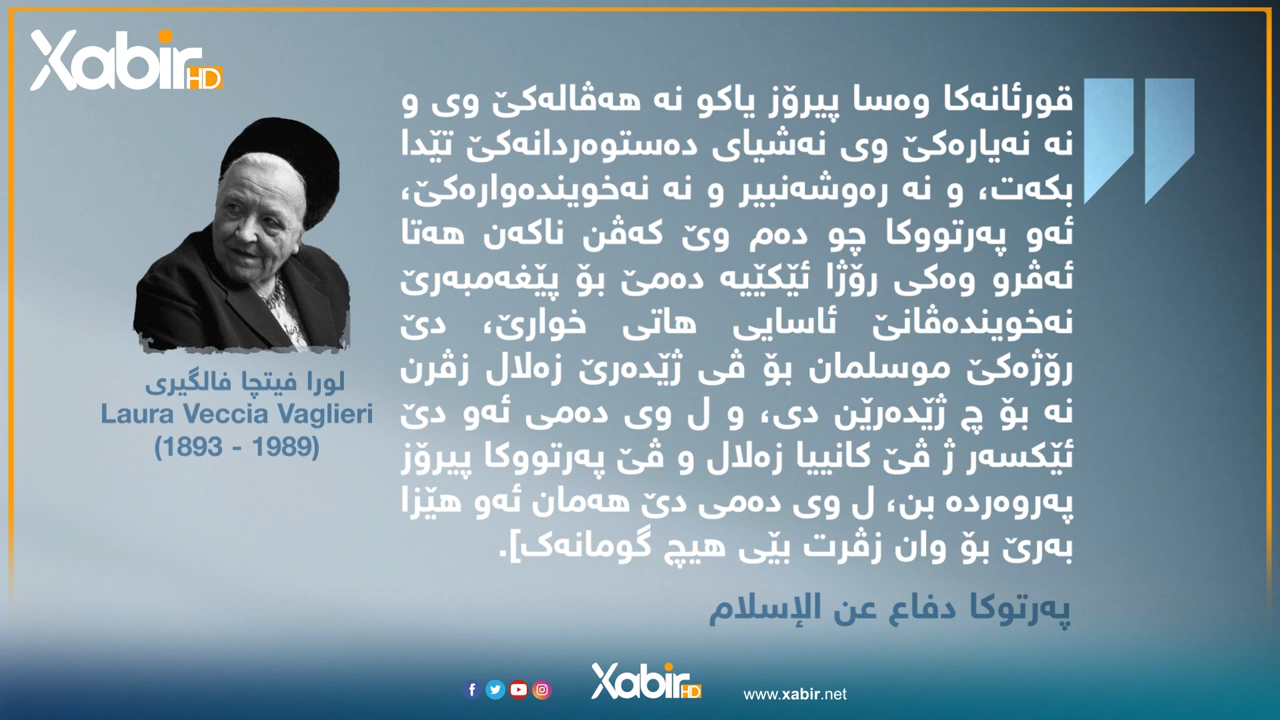 Xabir HD
قورئانەکا وەسا پیرۆز یاکو نە هەڤالەکێ وی و
نە نەیارەکێ وی نەشیای دەستوەردانەکێ تێدا
بکەت، و نە رەوشەنبیر و نە نەخویندەوارەکێ،
ئەو پەرتووکا چو دەم وێ کەڤن ناکەن هەتا
ئەڤرو وەکی رۆژا ئێکێیە دەمێ بۆ پێغەمبەرێ
نەخویندەڤانێ ئاسایی هاتی خوارێ، دێ
رۆژەکێ موسلمان بۆ ڤی ژێدەرێ زەلال زڤرن
نە بۆ چ ژێدەرێن دی، و ل وی دەمی ئەو دێ
ئێکسەر ژ ڤێ کانییا زەلال و ڤێ پەرتووکا پیرۆز
پەروەردە بن، ل وی دەمی دێ هەمان ئەو هێزا
بەرێ بۆ وان زڤرت بێی هیچ گومانەک].
پەرتوکا دفاع عن الإسلام
لورا فیتچا فالگیری
Laura Veccia Vaglieri
(1893 - 1989)
Xabir HD
www.xabir.net